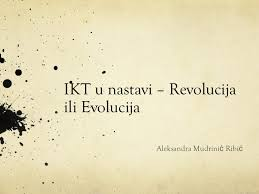 IKT u nastavi – Revolucija
ili Evolucija
Aleksandra Mudrinić Ribić